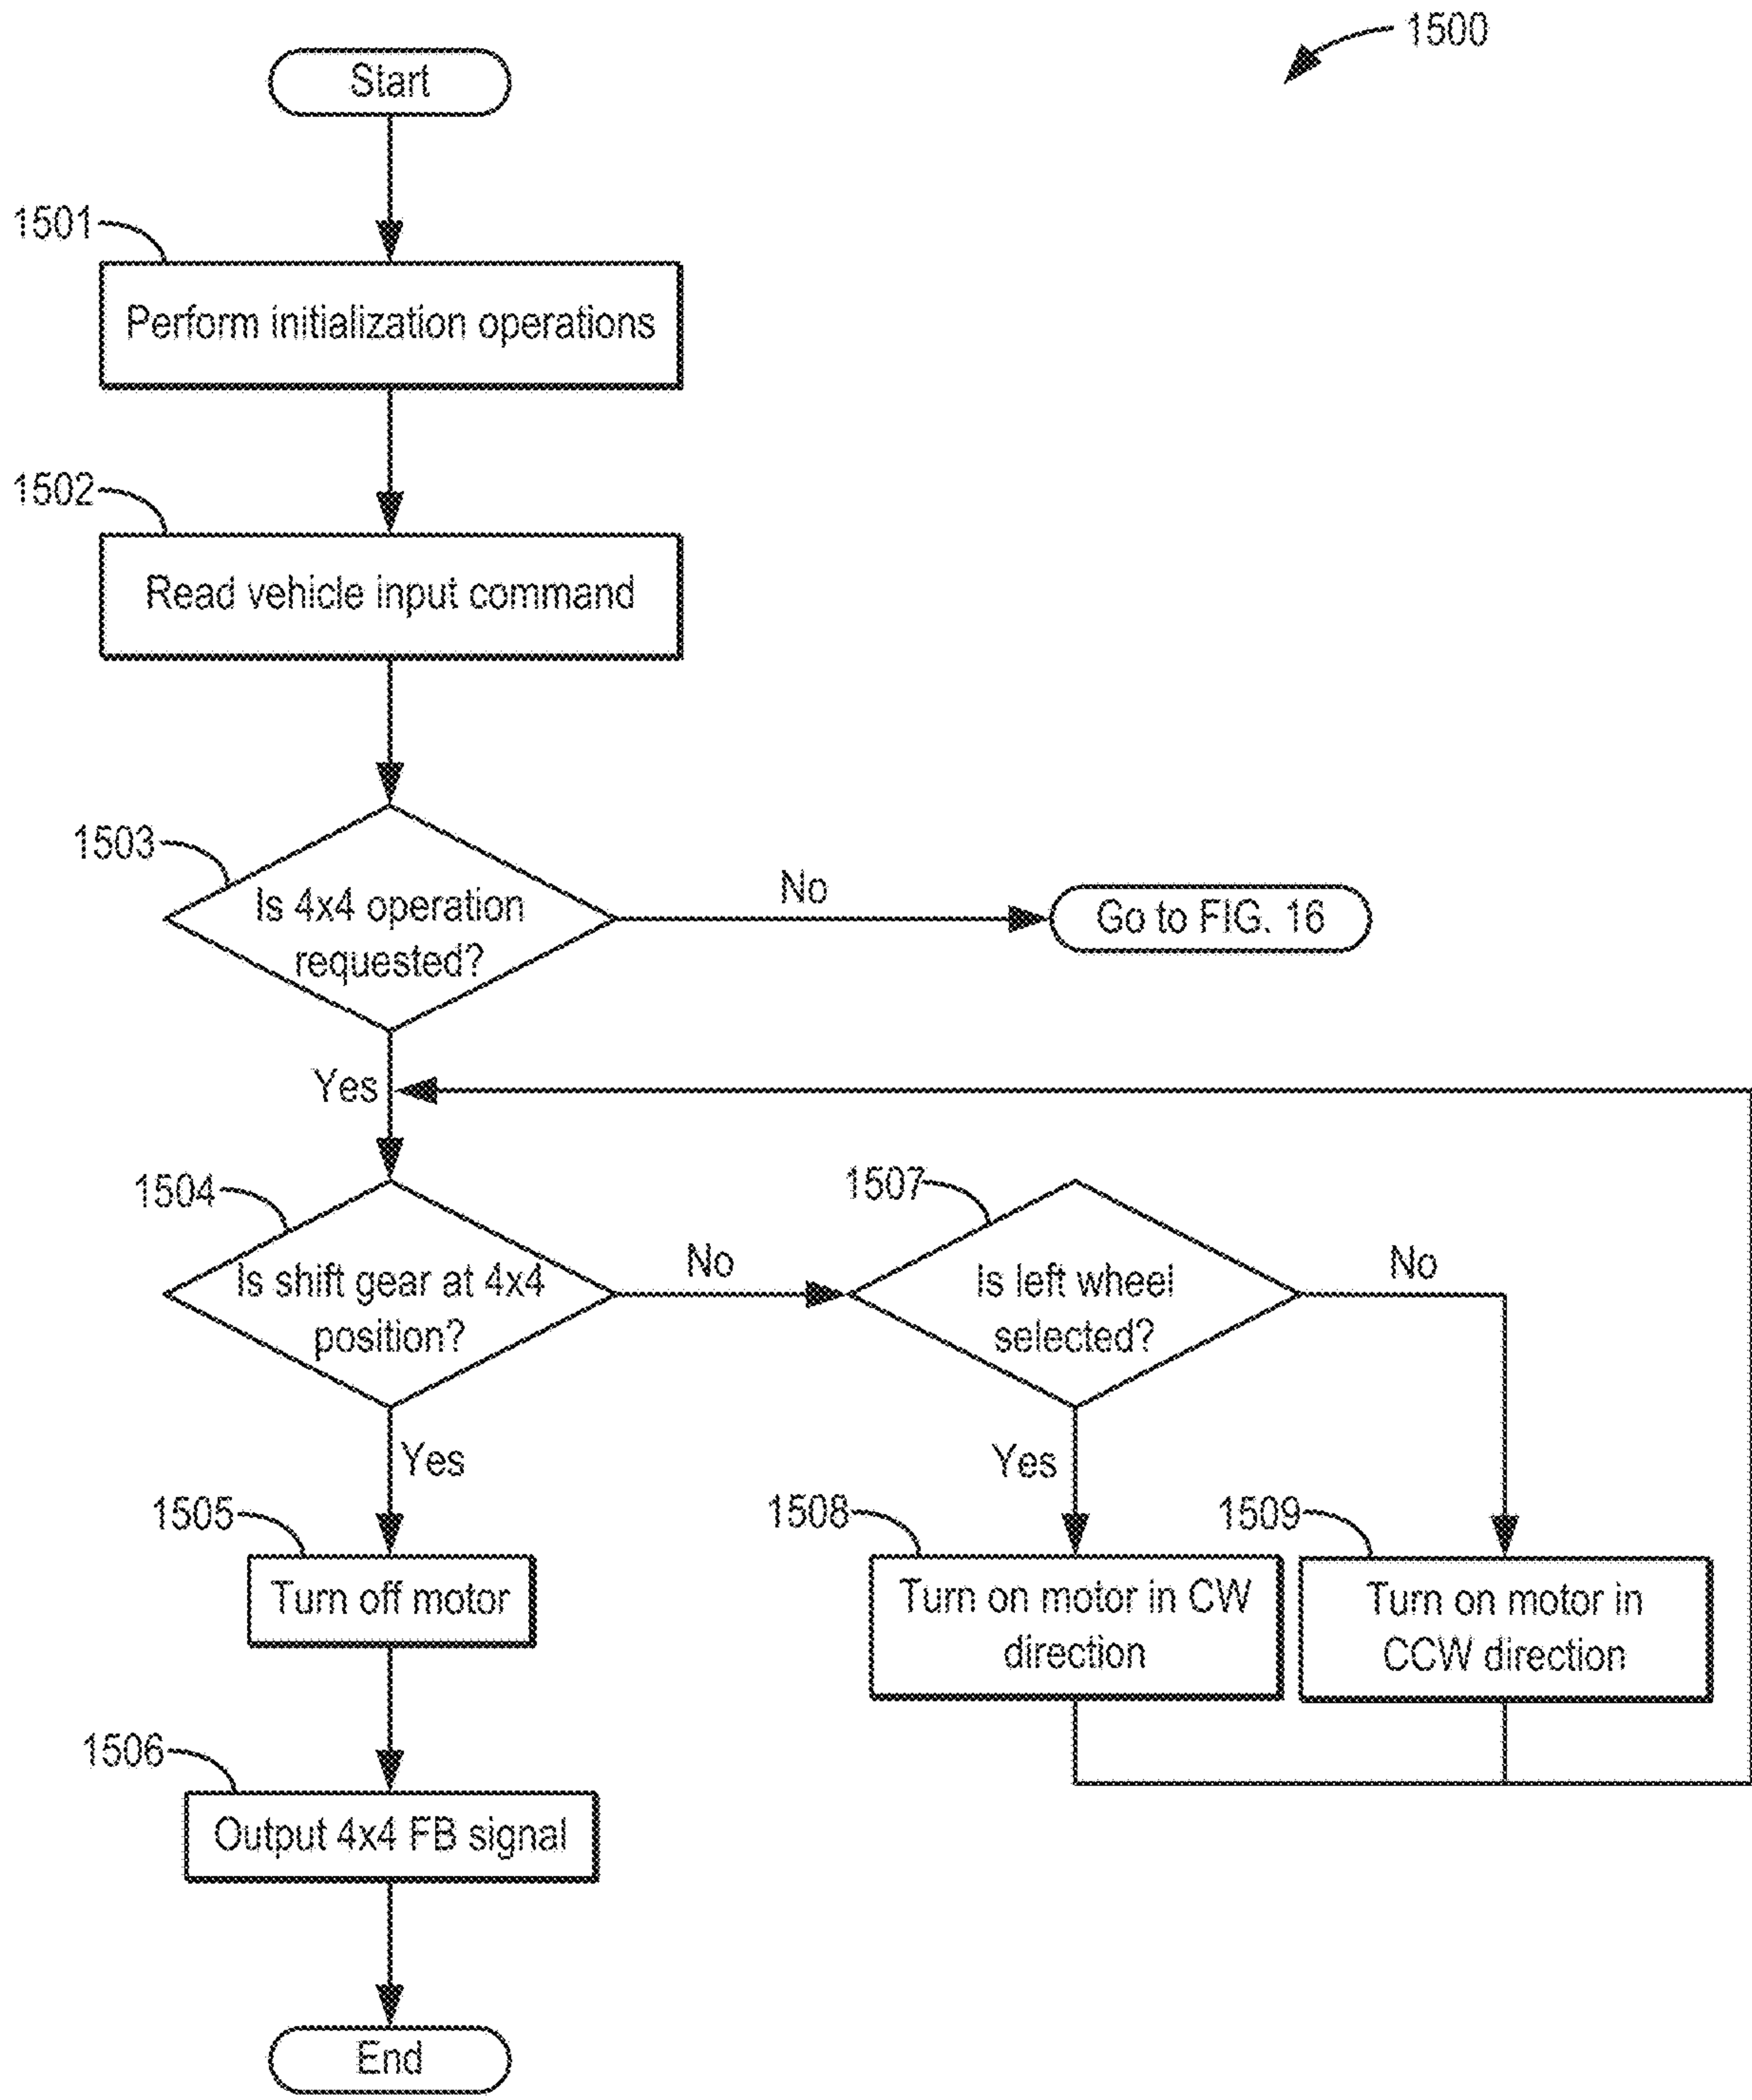 1500
Start
1501
Perform initialization operations
1502
Read vehicle input command
1503
Is 4x4 operation
requested?
No
Go to FIG. 16
Yes
1504
Is shift gear at 4x4
position?
No
1507
Is left wheel
selected?
No
Yes
Yes
1505
Turn off motor
1508
Turn on motor in CW
direction
1509
Turn on motor in
CCW direction
1506
Output 4x4 FB signal
End